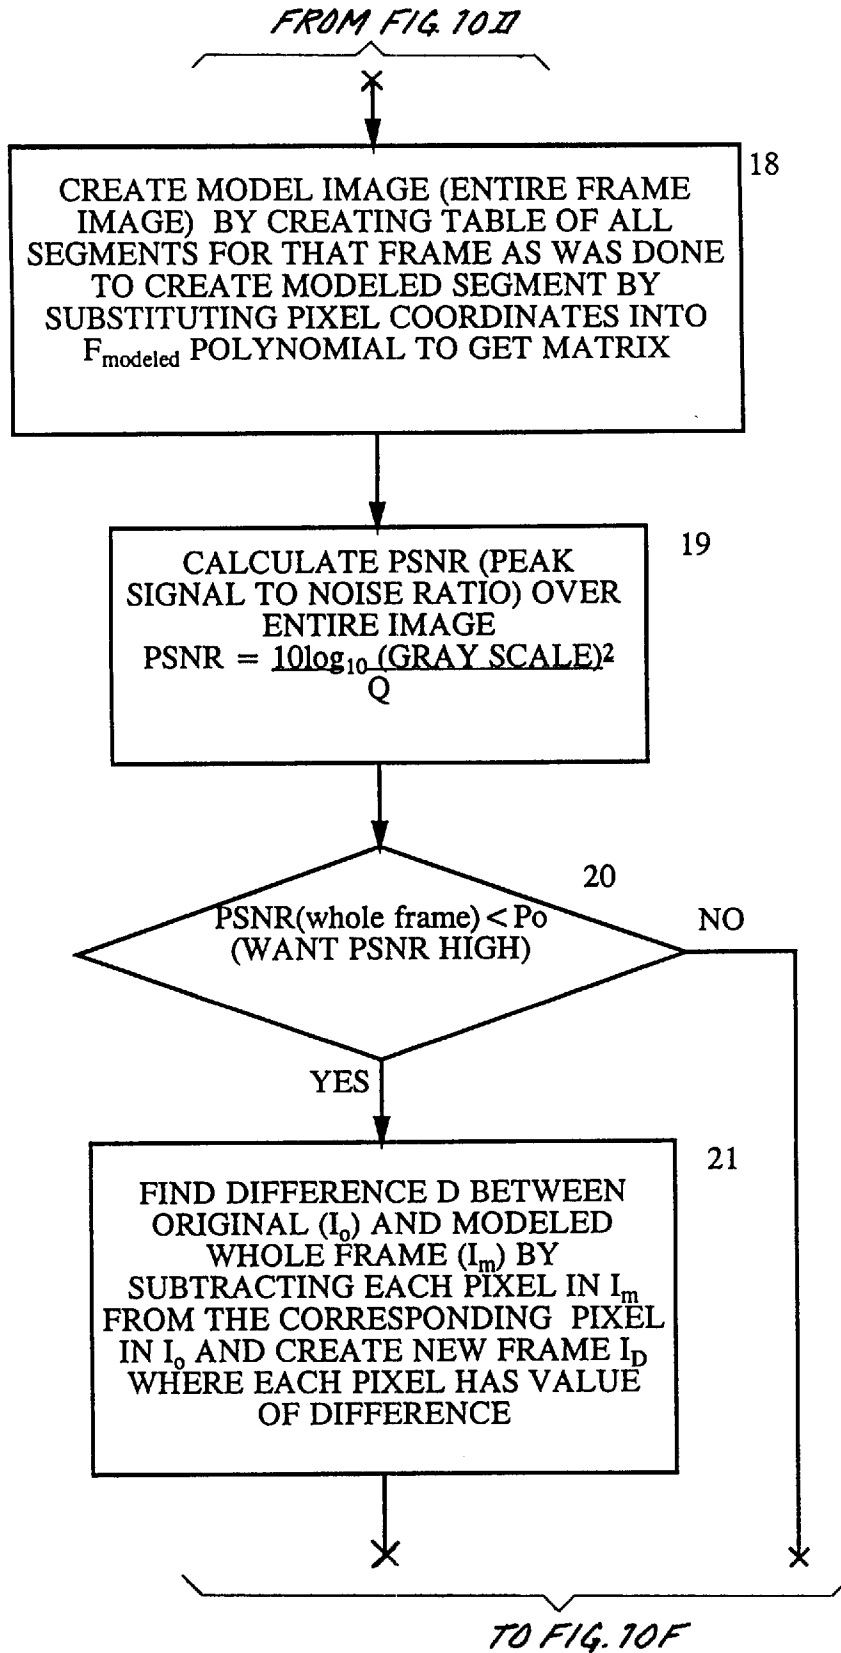 FROM FIG. 10D
18
CREATE MODEL IMAGE (ENTIRE FRAME
IMAGE) BY CREATING TABLE OF ALL
SEGMENTS FOR THAT FRAME AS WAS DONE
TO CREATE MODELED SEGMENT BY
SUBSTITUTING PIXEL COORDINATES INTO
Fmodeled POLYNOMIAL TO GET MATRIX
19
CALCULATE PSNR (PEAK
SIGNAL TO NOISE RATIO) OVER
ENTIRE IMAGE
PSNR = 10log10 (GRAY SCALE)2
Q
20
PSNR(whole frame) < Po
(WANT PSNR HIGH)
NO
YES
21
FIND DIFFERENCE D BETWEEN
ORIGINAL (Io) AND MODELED
WHOLE FRAME (Im) BY
SUBTRACTING EACH PIXEL IN Im
FROM THE CORRESPONDING PIXEL
IN Io AND CREATE NEW FRAME ID
WHERE EACH PIXEL HAS VALUE
OF DIFFERENCE
TO FIG. 10F